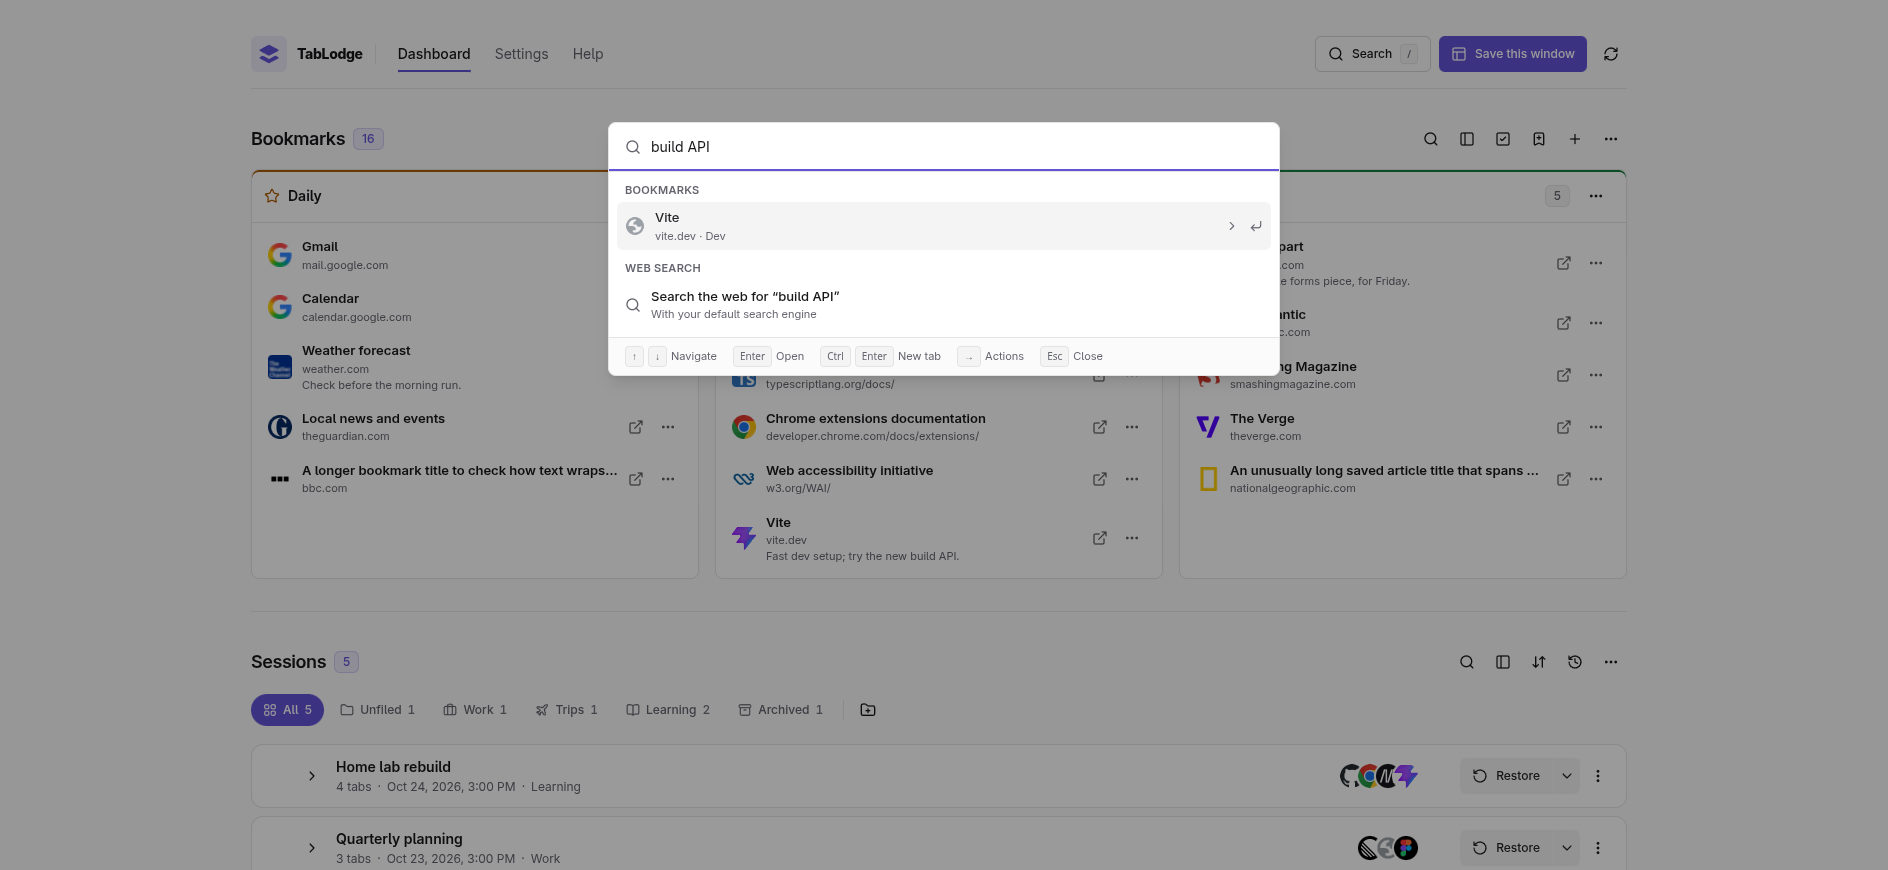 TabLodge
Dashboard
Settings
Help
Search /
Save this window
Bookmarks 16
build API
BOOKMARKS
Vite
vite.dev · Dev
WEB SEARCH
Search the web for “build API”
With your default search engine
↑ ↓ Navigate Enter Open Ctrl Enter New tab → Actions Esc Close
Daily
Gmail
mail.google.com
Calendar
calendar.google.com
Weather forecast
weather.com
Check before the morning run.
Local news and events
theguardian.com
A longer bookmark title to check how text wraps...
bbc.com
typescriptlang.org/docs/
Chrome extensions documentation
developer.chrome.com/docs/extensions/
Web accessibility initiative
w3.org/WAI/
Vite
vite.dev
Fast dev setup; try the new build API.
5
part
.com
forms piece, for Friday.
antic
c.com
ng Magazine
smashingmagazine.com
The Verge
theverge.com
An unusually long saved article title that spans ...
nationalgeographic.com
Sessions 5
All 5
Unfiled 1
Work 1
Trips 1
Learning 2
Archived 1
Home lab rebuild
4 tabs · Oct 24, 2026, 3:00 PM · Learning
Restore
Quarterly planning
3 tabs · Oct 23, 2026, 3:00 PM · Work
Restore